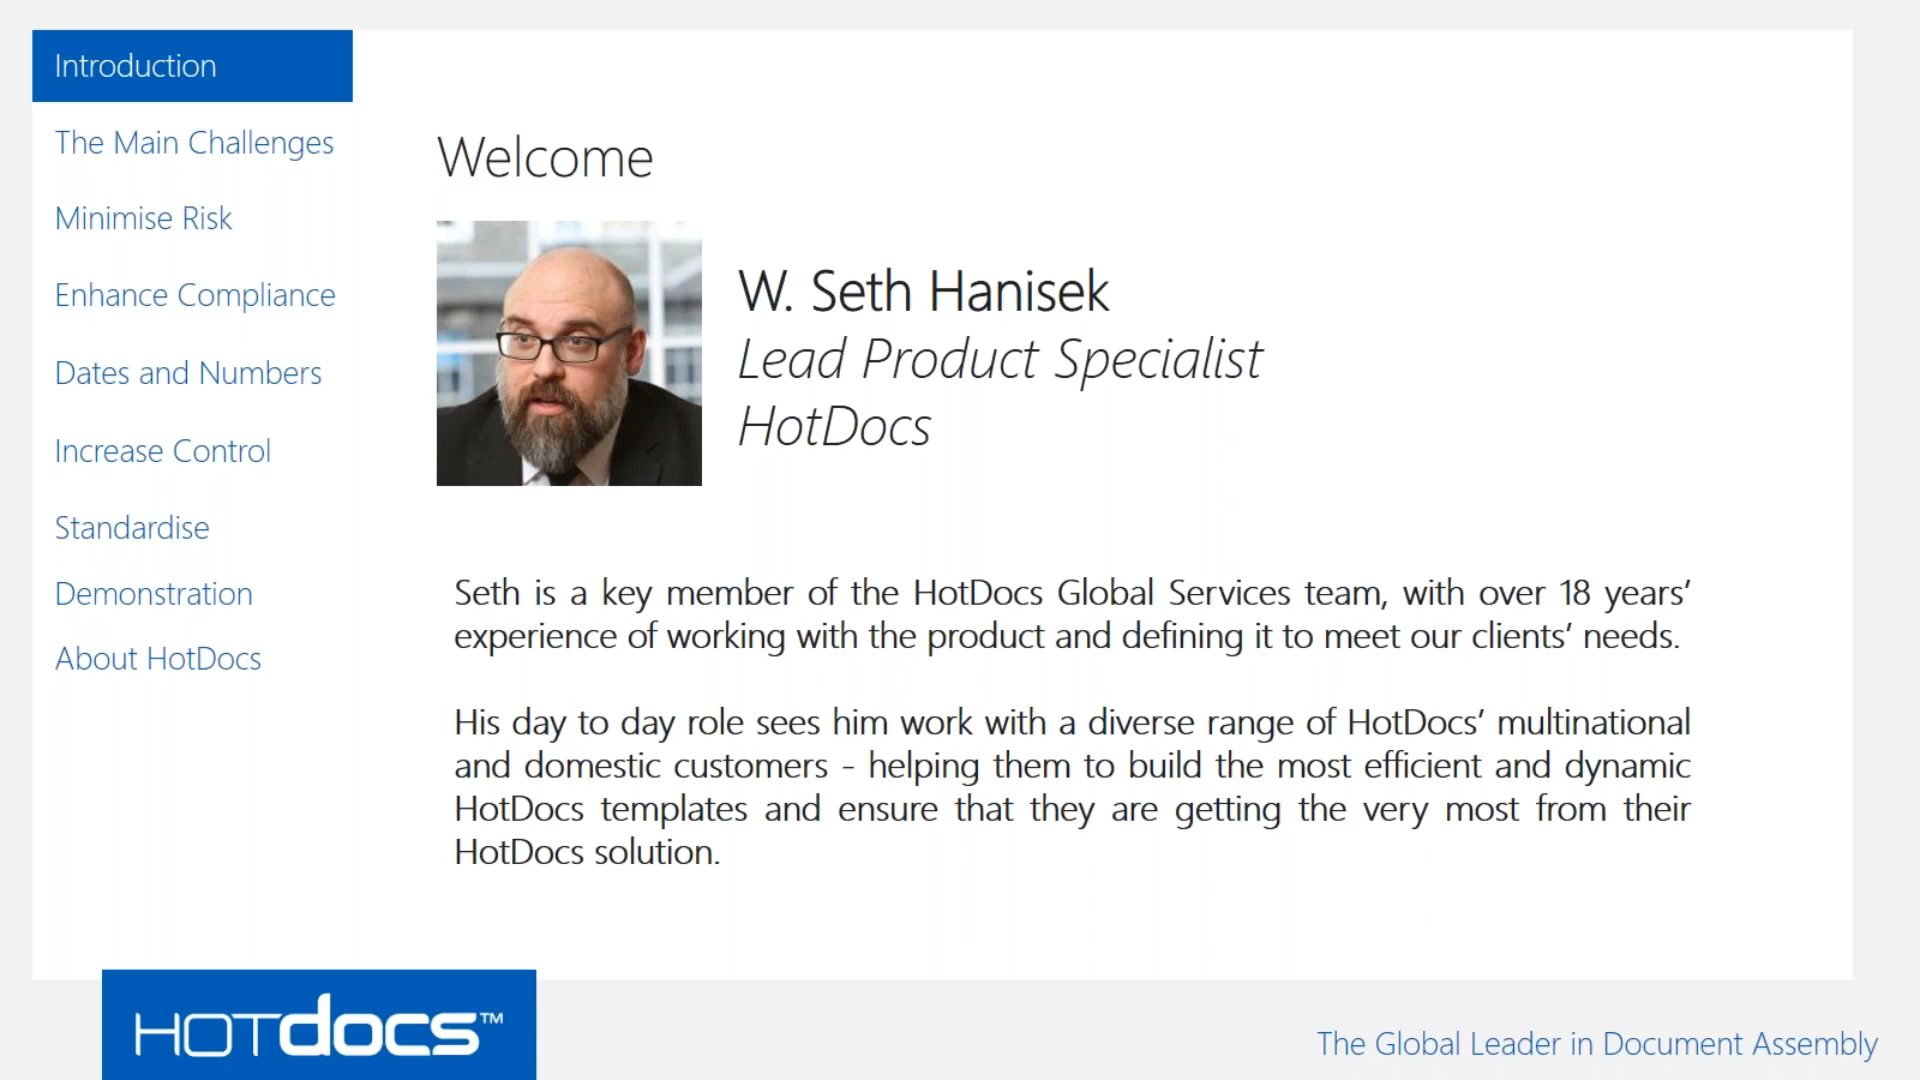 Introduction
The Main Challenges
Minimise Risk
Enhance Compliance
Dates and Numbers
Increase Control
Standardise
Demonstration
About HotDocs
Welcome
W. Seth Hanisek
Lead Product Specialist
HotDocs
Seth is a key member of the HotDocs Global Services team, with over 18 years’
experience of working with the product and defining it to meet our clients’ needs.
His day to day role sees him work with a diverse range of HotDocs’ multinational
and domestic customers - helping them to build the most efficient and dynamic
HotDocs templates and ensure that they are getting the very most from their
HotDocs solution.
HOTdocs™
The Global Leader in Document Assembly